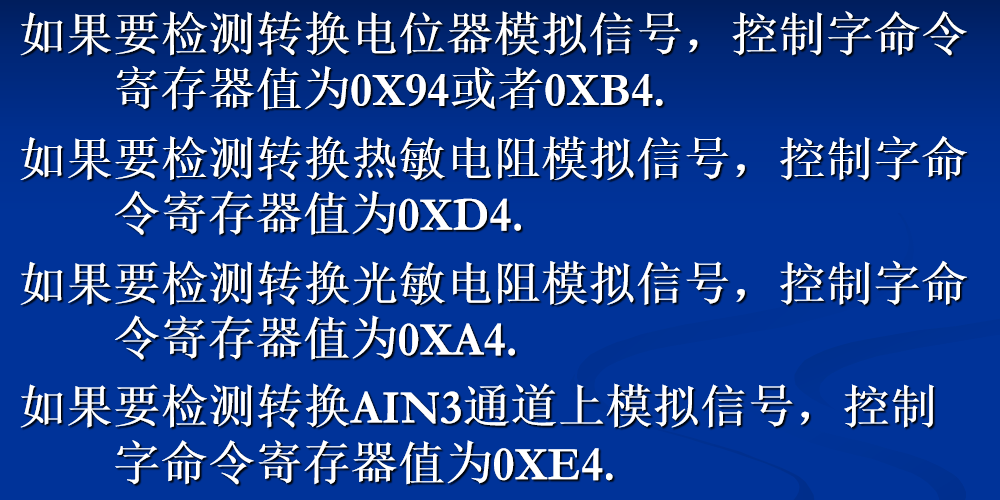 如果要检测转换电位器模拟信号，控制字命令
寄存器值为0X94或者0XB4.
如果要检测转换热敏电阻模拟信号，控制字命
令寄存器值为0XD4.
如果要检测转换光敏电阻模拟信号，控制字命
令寄存器值为0XA4.
如果要检测转换AIN3通道上模拟信号，控制
字命令寄存器值为0XE4.